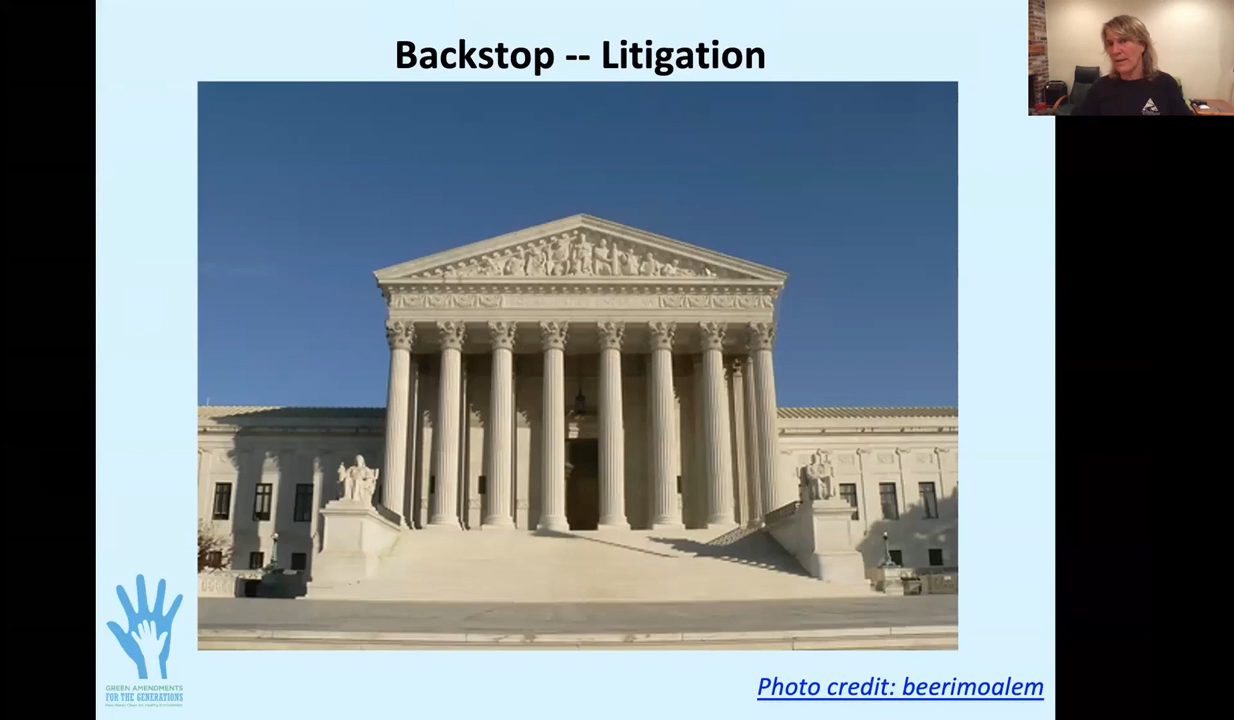 Backstop -- Litigation
GREEN AMENDMENTS
FOR THE GENERATIONS
Photo credit: beerimoalem